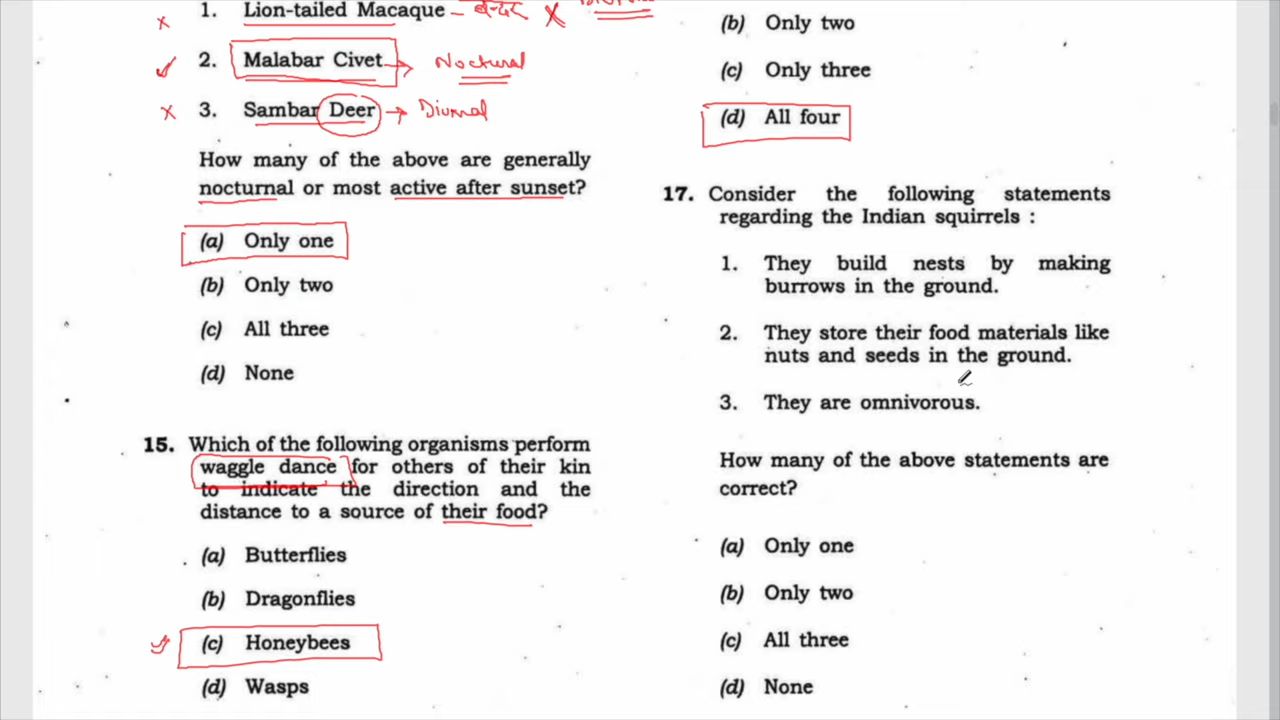 1. Lion-tailed Macaque – बन्दर
2. Malabar Civet → Noctural
3. Sambar Deer → Diurnal
How many of the above are generally
nocturnal or most active after sunset?
(a) Only one
(b) Only two
(c) All three
(d) None
15. Which of the following organisms perform
waggle dance for others of their kin
to indicate the direction and the
distance to a source of their food?
(a) Butterflies
(b) Dragonflies
(c) Honeybees
(d) Wasps
(b) Only two
(c) Only three
(d) All four
17. Consider the following statements
regarding the Indian squirrels :
1. They build nests by making
burrows in the ground.
2. They store their food materials like
nuts and seeds in the ground.
3. They are omnivorous.
How many of the above statements are
correct?
(a) Only one
(b) Only two
(c) All three
(d) None